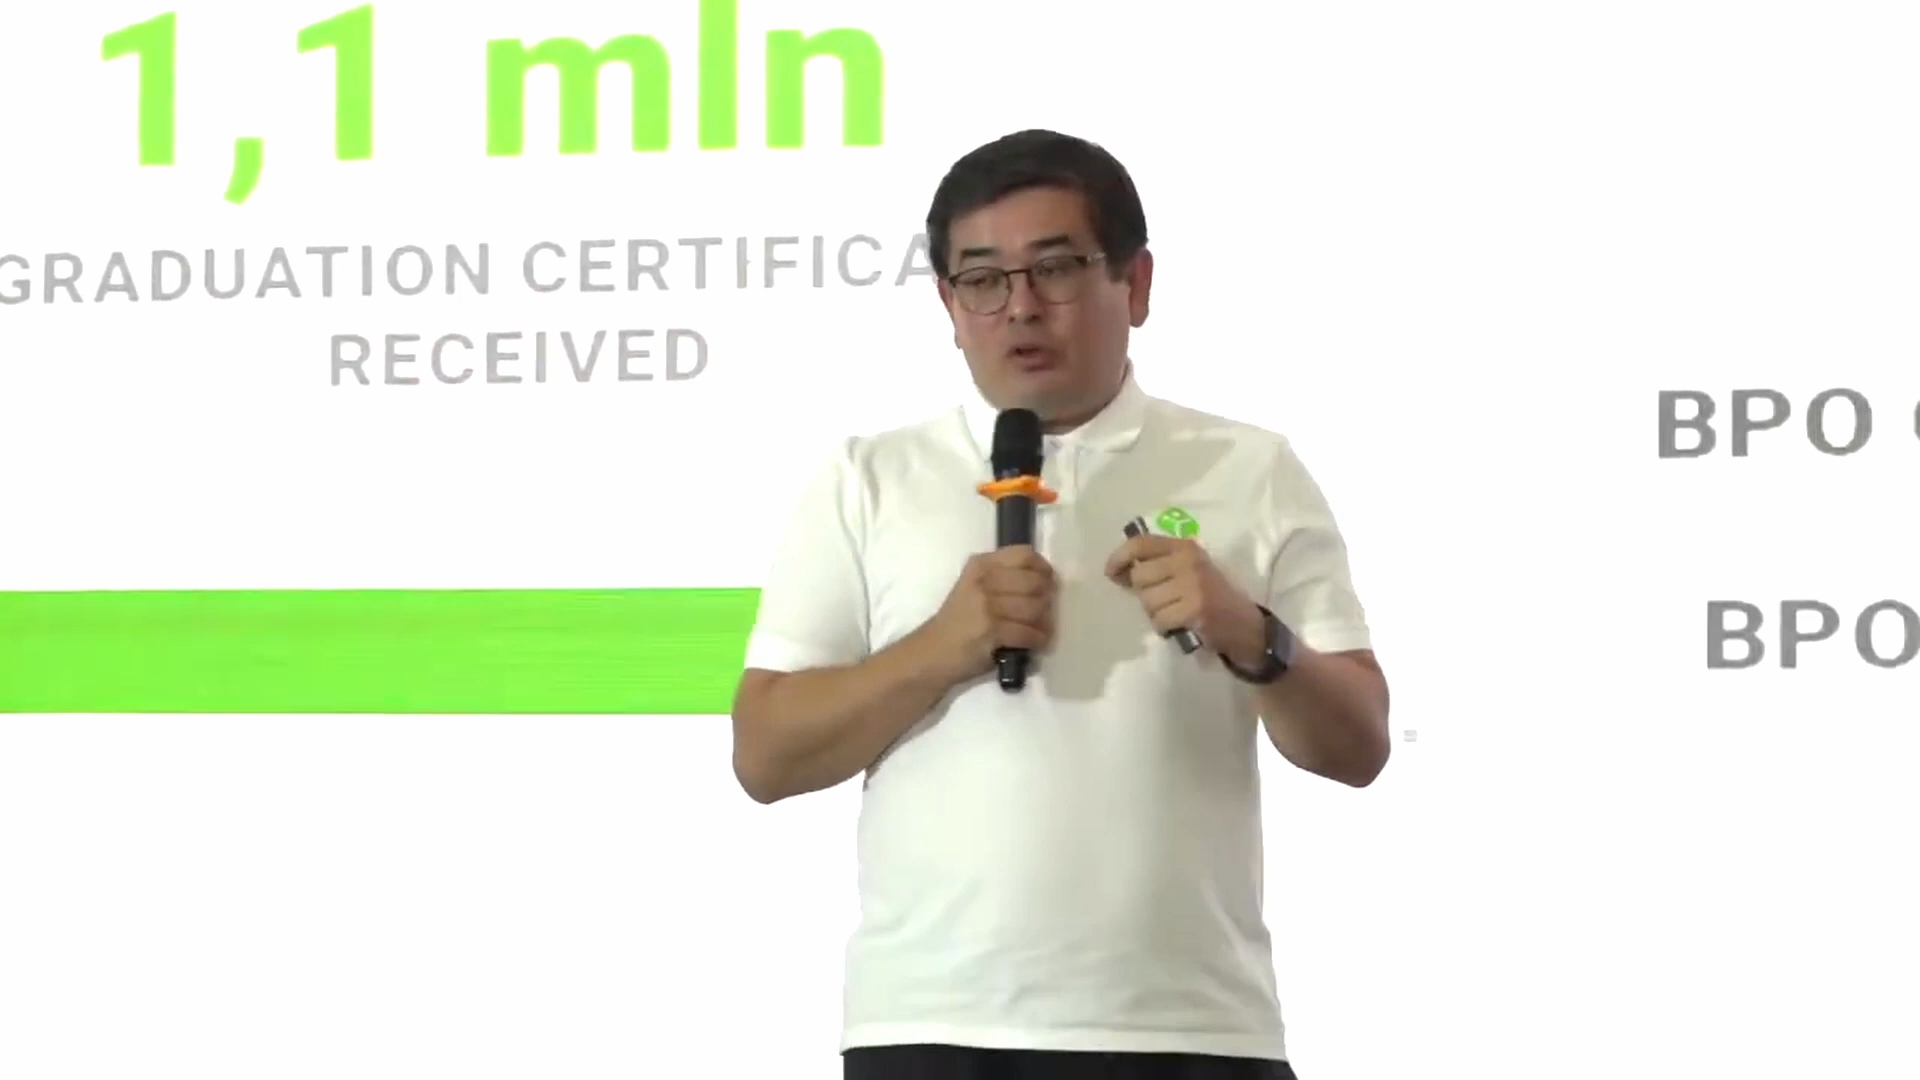 1,1 mln
GRADUATION CERTIFICA
RECEIVED
BPO
BPO